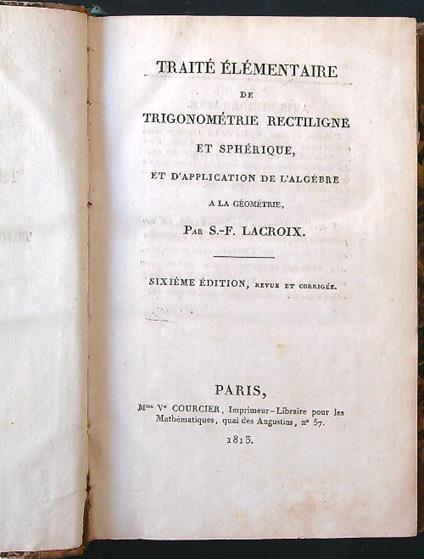 TRAITÉ ÉLÉMENTAIRE
DE
TRIGONOMÉTRIE RECTILIGNE
ET SPHÉRIQUE,
ET D'APPLICATION DE L'ALGÈBRE
A LA GÉOMÉTRIE,
PAR S.-F. LACROIX.
SIXIÈME ÉDITION, REVUE ET CORRIGÉE.
PARIS,
Mme Ve COURCIER, Imprimeur-Libraire pour les
Mathématiques, quai des Augustins, n° 57.
1813.